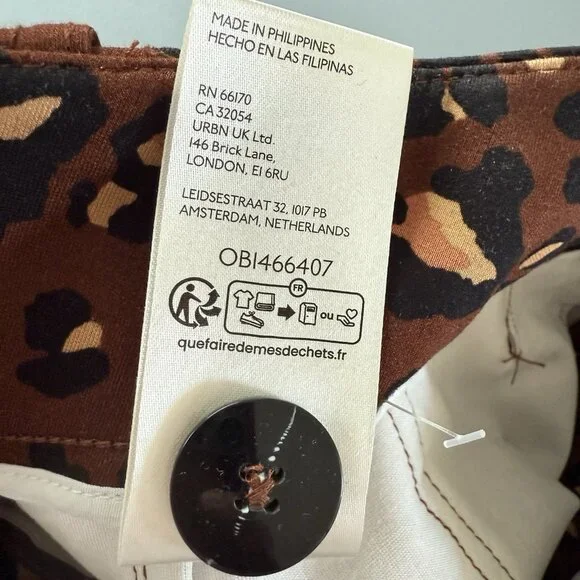 MADE IN PHILIPPINES
HECHO EN LAS FILIPINAS
RN 66170
CA 32054
URBN UK Ltd.
146 Brick Lane,
LONDON, E1 6RU
LEIDSESTRAAT 32, 1017 PB
AMSTERDAM, NETHERLANDS
OB1466407
FR
ou
quefairedemesdechets.fr